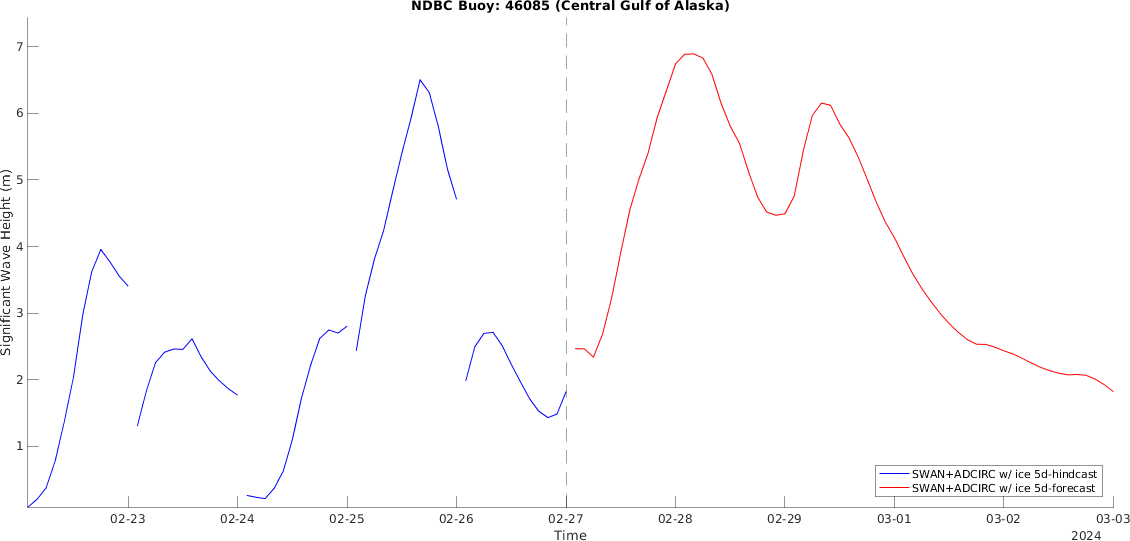 NDBC Buoy: 46085 (Central Gulf of Alaska)
Significant Wave Height (m)
7
6
5
4
3
2
1
SWAN+ADCIRC w/ ice 5d-hindcast
SWAN+ADCIRC w/ ice 5d-forecast
02-23 02-24 02-25 02-26 02-27 02-28 02-29 03-01 03-02 03-03
Time
2024